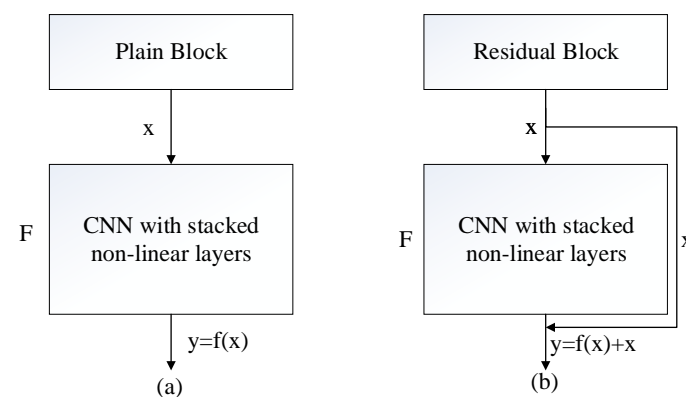 Plain Block
x
F
CNN with stacked
non-linear layers
y=f(x)
(a)
Residual Block
x
F
CNN with stacked
non-linear layers
x
y=f(x)+x
(b)